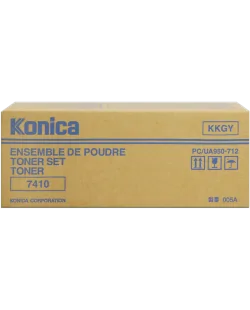 Konica
KKGY
ENSEMBLE DE POUDRE
TONER SET
TONER
PC/UA950-712
7410
KONICA CORPORATION
005A